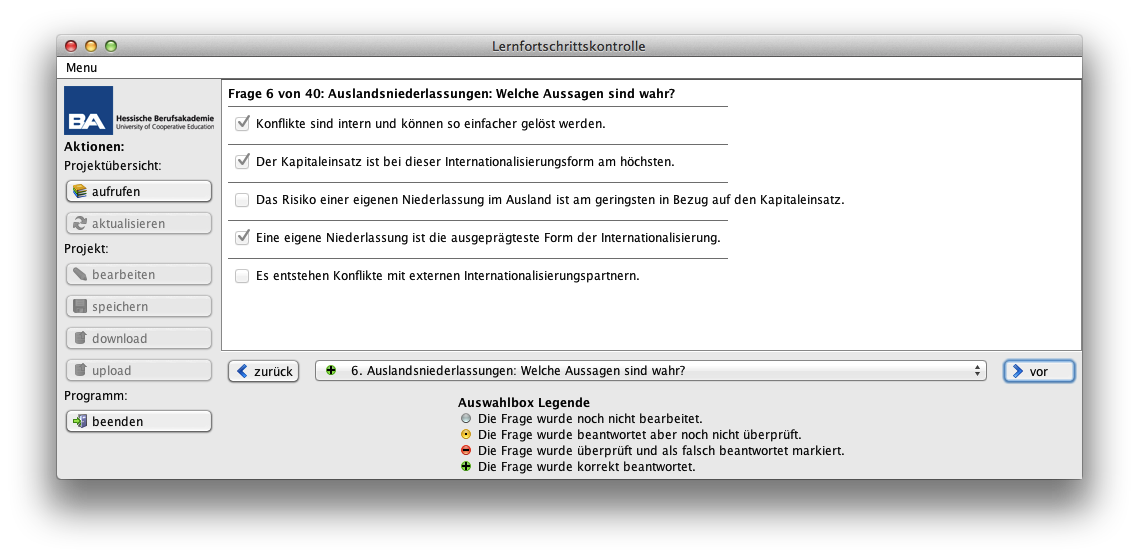 Lernfortschrittskontrolle
Menu
BA Hessische Berufsakademie
University of Cooperative Education
Aktionen:
Projektübersicht:
aufrufen
aktualisieren
Projekt:
bearbeiten
speichern
download
upload
Programm:
beenden
Frage 6 von 40: Auslandsniederlassungen: Welche Aussagen sind wahr?
Konflikte sind intern und können so einfacher gelöst werden.
Der Kapitaleinsatz ist bei dieser Internationalisierungsform am höchsten.
Das Risiko einer eigenen Niederlassung im Ausland ist am geringsten in Bezug auf den Kapitaleinsatz.
Eine eigene Niederlassung ist die ausgeprägteste Form der Internationalisierung.
Es entstehen Konflikte mit externen Internationalisierungspartnern.
zurück
6. Auslandsniederlassungen: Welche Aussagen sind wahr?
vor
Auswahlbox Legende
Die Frage wurde noch nicht bearbeitet.
Die Frage wurde beantwortet aber noch nicht überprüft.
Die Frage wurde überprüft und als falsch beantwortet markiert.
Die Frage wurde korrekt beantwortet.